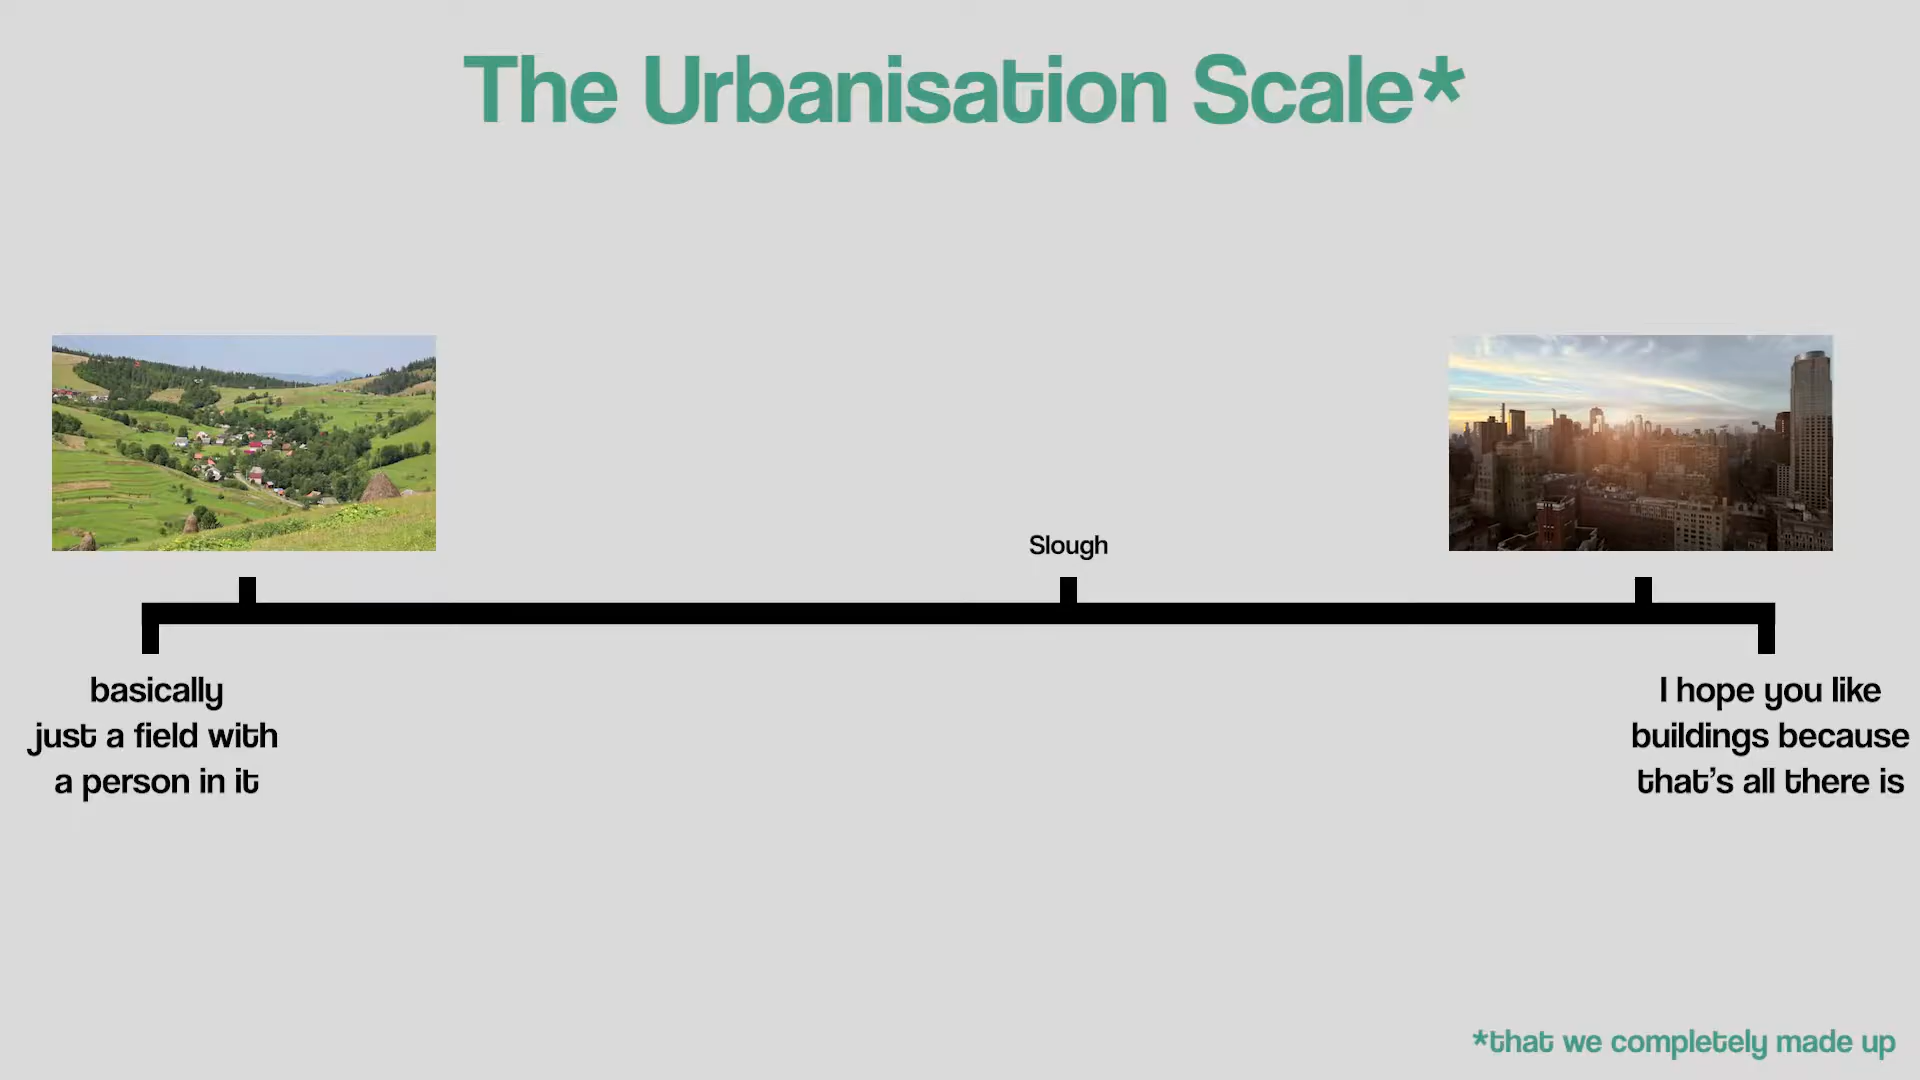 The Urbanisation Scale*
Slough
basically
just a field with
a person in it
I hope you like
buildings because
that's all there is
*that we completely made up